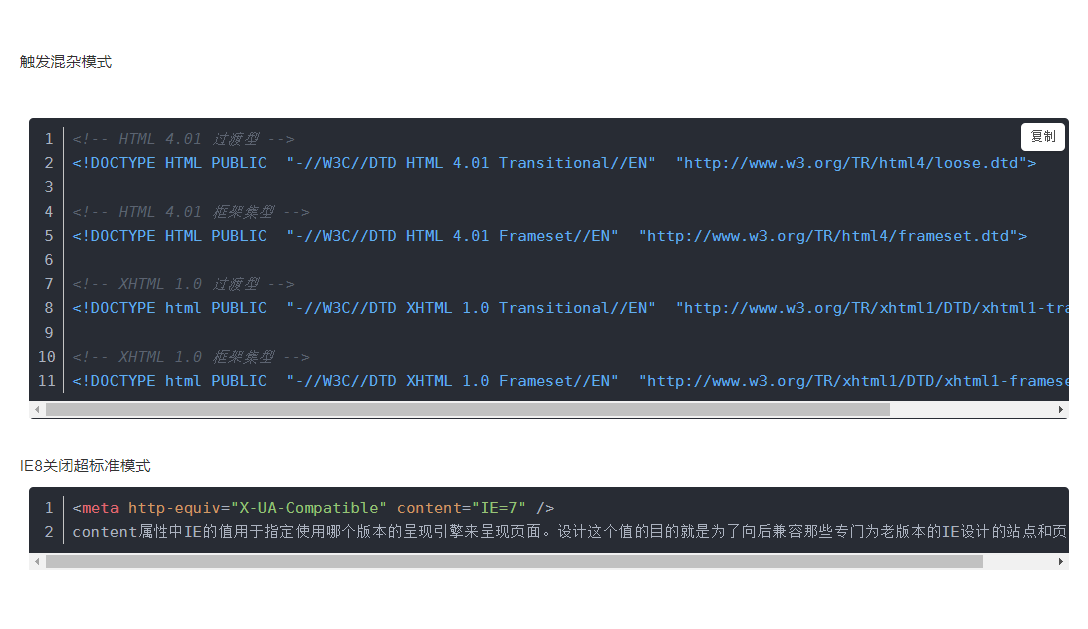 触发混杂模式
复制
1 <!-- HTML 4.01 过渡型 -->
2 <!DOCTYPE HTML PUBLIC  "-//W3C//DTD HTML 4.01 Transitional//EN"  "http://www.w3.org/TR/html4/loose.dtd">
3
4 <!-- HTML 4.01 框架集型 -->
5 <!DOCTYPE HTML PUBLIC  "-//W3C//DTD HTML 4.01 Frameset//EN"  "http://www.w3.org/TR/html4/frameset.dtd">
6
7 <!-- XHTML 1.0 过渡型 -->
8 <!DOCTYPE html PUBLIC  "-//W3C//DTD XHTML 1.0 Transitional//EN"  "http://www.w3.org/TR/xhtml1/DTD/xhtml1-tra
9
10 <!-- XHTML 1.0 框架集型 -->
11 <!DOCTYPE html PUBLIC  "-//W3C//DTD XHTML 1.0 Frameset//EN"  "http://www.w3.org/TR/xhtml1/DTD/xhtml1-framese
IE8关闭超标准模式
1 <meta http-equiv="X-UA-Compatible" content="IE=7" />
2 content属性中IE的值用于指定使用哪个版本的呈现引擎来呈现页面。设计这个值的目的就是为了向后兼容那些专门为老版本的IE设计的站点和页